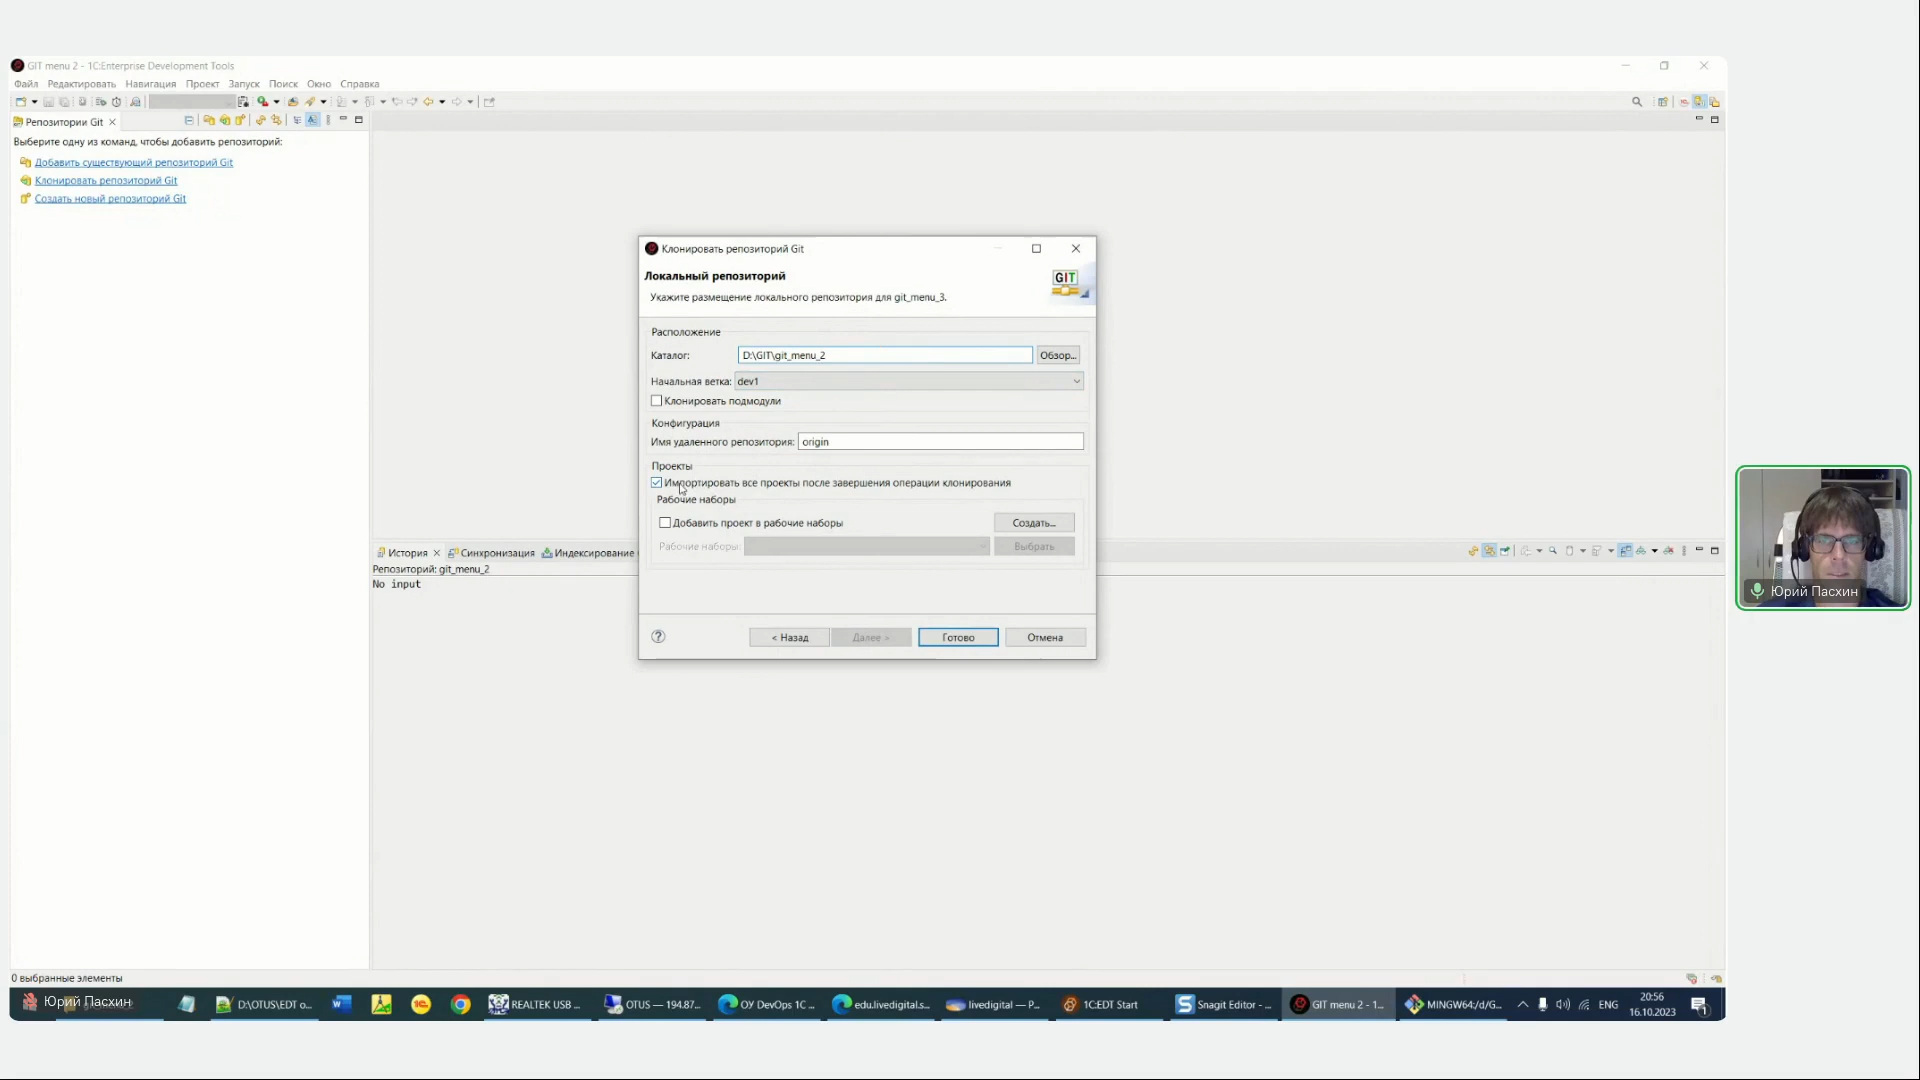 GIT menu 2 - 1C:Enterprise Development Tools
Файл Редактировать Навигация Проект Запуск Поиск Окно Справка
Репозитории Git
Выберите одну из команд, чтобы добавить репозиторий:
Добавить существующий репозиторий Git
Клонировать репозиторий Git
Создать новый репозиторий Git
Клонировать репозиторий Git
Локальный репозиторий
GIT
Укажите размещение локального репозитория для git_menu_3.
Расположение
Каталог: D:\GIT\git_menu_2 Обзор...
Начальная ветка: dev1
Клонировать подмодули
Конфигурация
Имя удаленного репозитория: origin
Проекты
Импортировать все проекты после завершения операции клонирования
Рабочие наборы
Добавить проект в рабочие наборы Создать...
Рабочие наборы: Выбрать
< Назад Далее > Готово Отмена
История Синхронизация Индексирование
Репозиторий: git_menu_2
No input
Юрий Пасхин
0 выбранные элементы
Юрий Пасхин
D:\OTUS\EDT o...
REALTEK USB ...
OTUS — 194.87...
ОУ DevOps 1С ...
edu.livedigital.s...
livedigital — P...
1C:EDT Start
Snagit Editor - ...
GIT menu 2 - 1...
MINGW64:/d/G...
ENG
20:56
16.10.2023
1